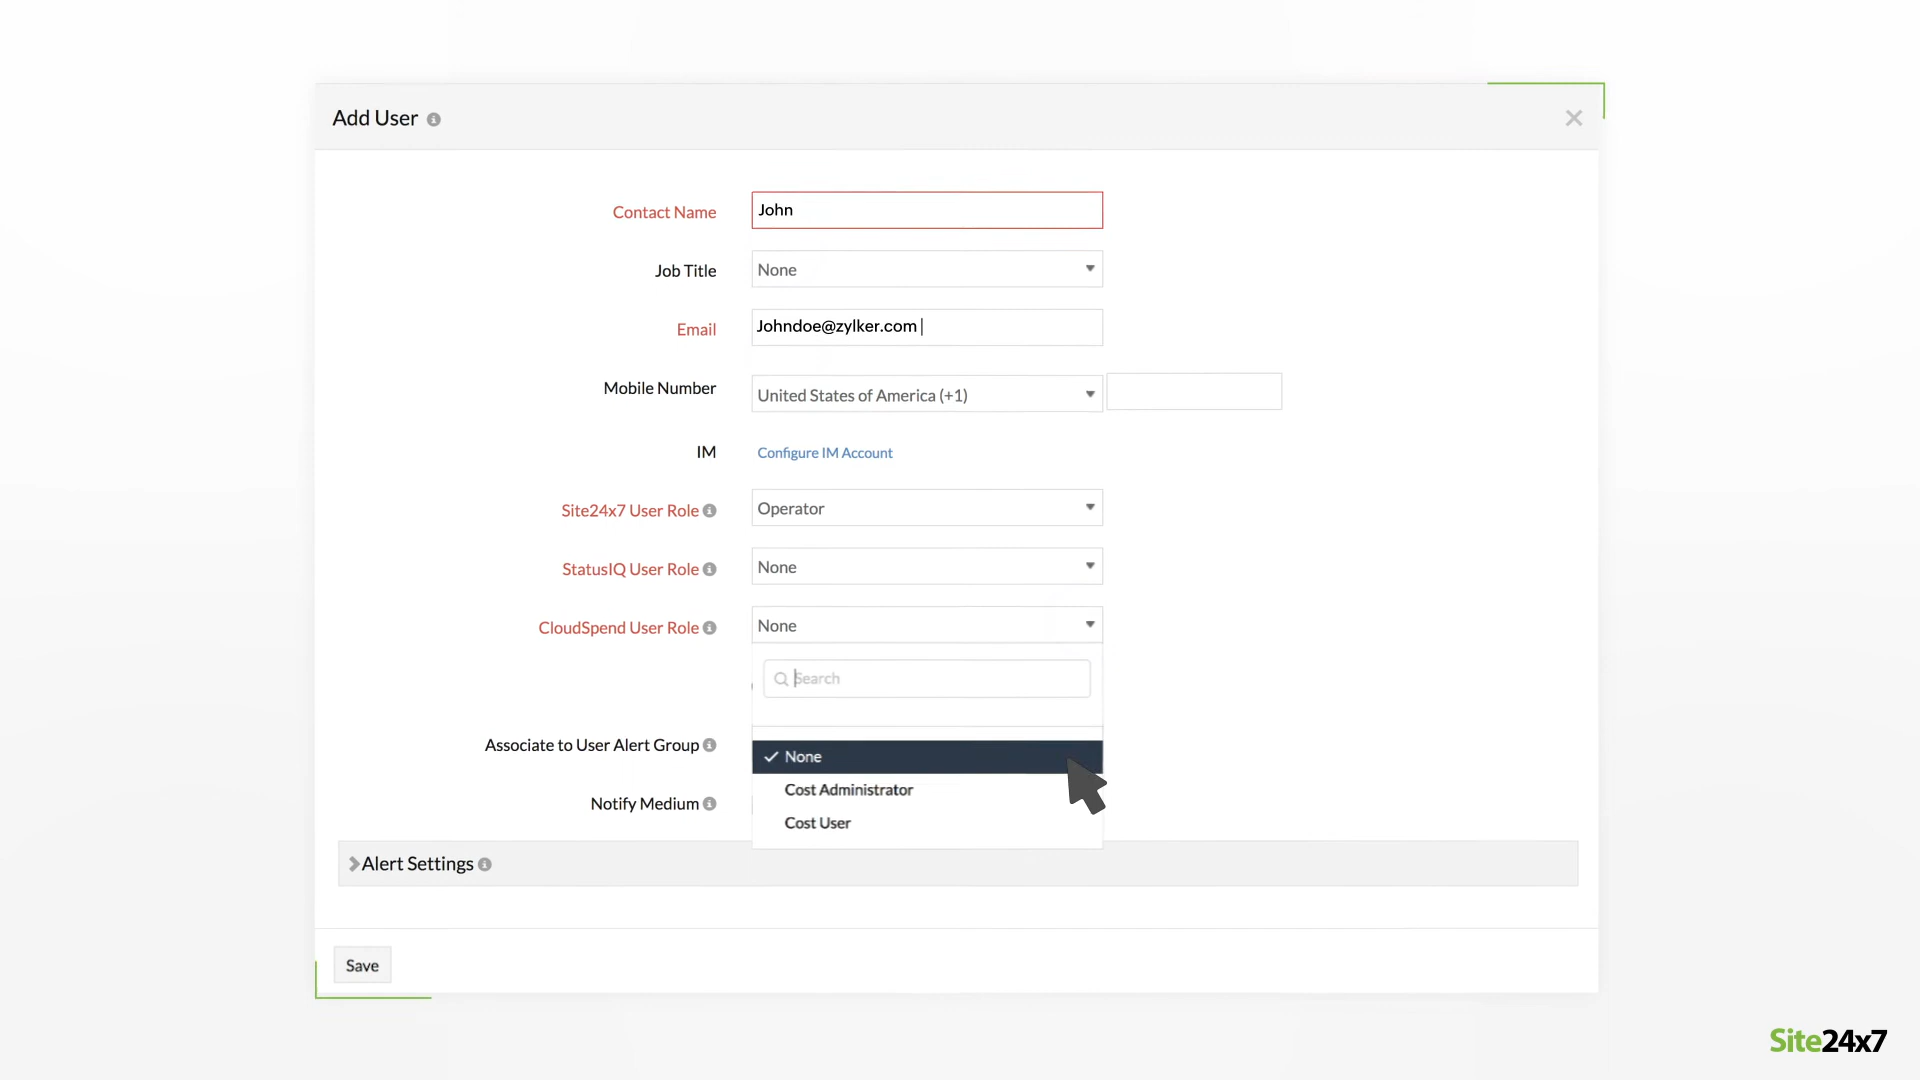 Add User
Contact Name John
Job Title None
Email Johndoe@zylker.com
Mobile Number United States of America (+1)
IM Configure IM Account
Site24x7 User Role Operator
StatusIQ User Role None
CloudSpend User Role None
Search
Associate to User Alert Group
None
Cost Administrator
Notify Medium
Cost User
Alert Settings
Save
Site24x7